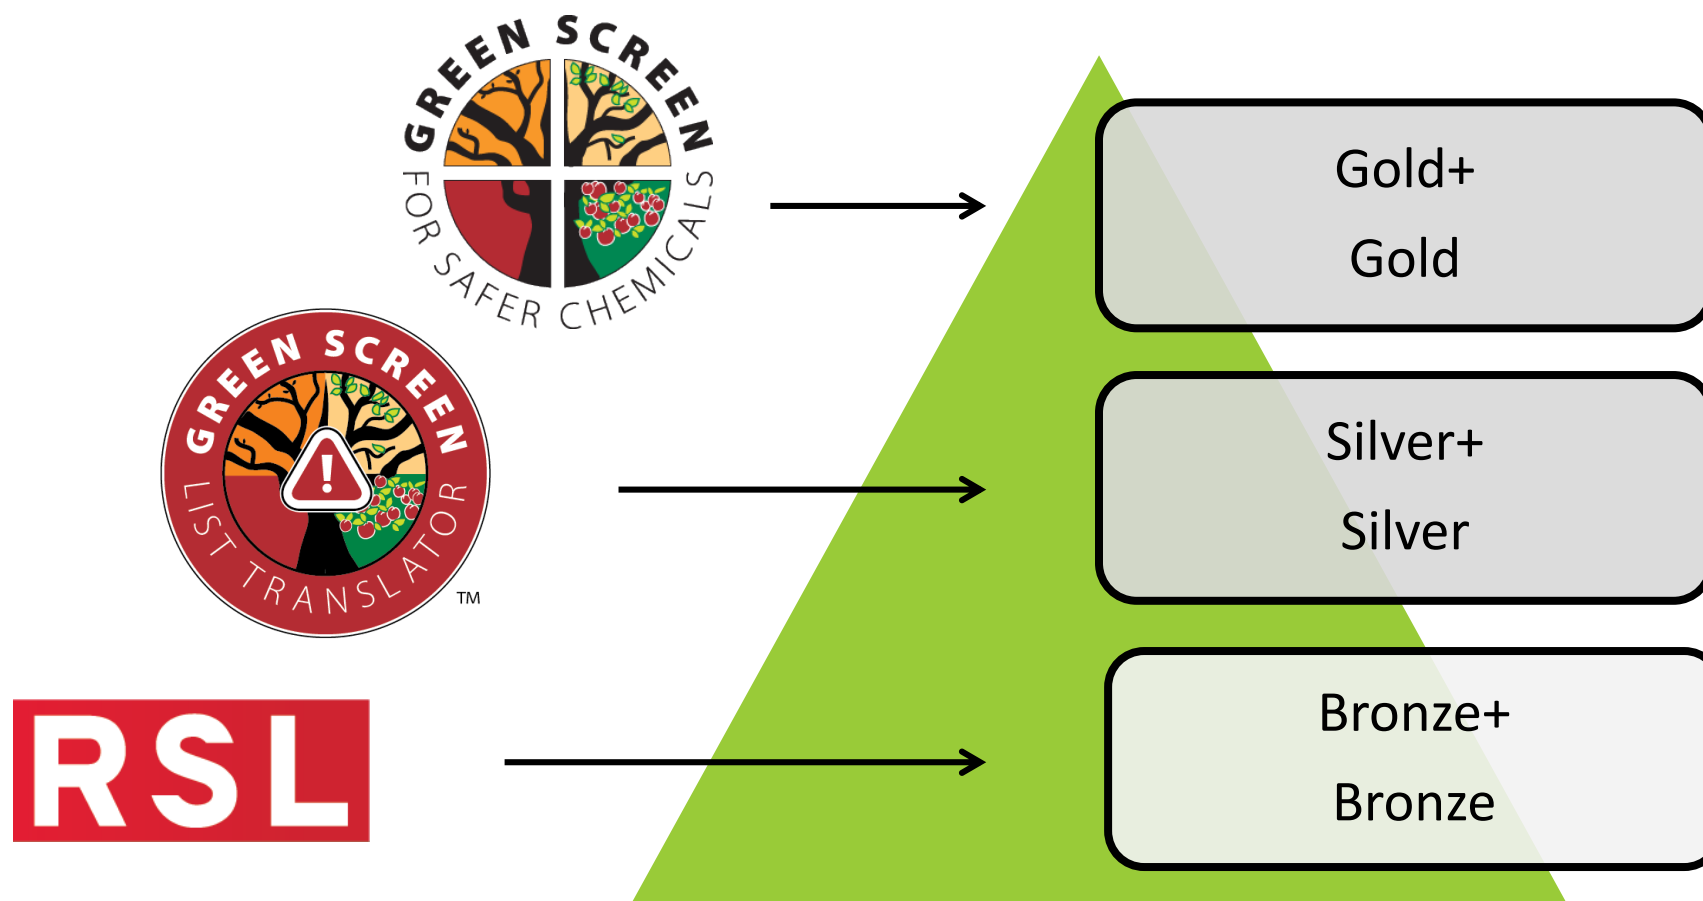 GREEN SCREEN
FOR SAFER CHEMICALS
Gold+
Gold
GREEN SCREEN
LIST TRANSLATOR
!
TM
Silver+
Silver
RSL
Bronze+
Bronze